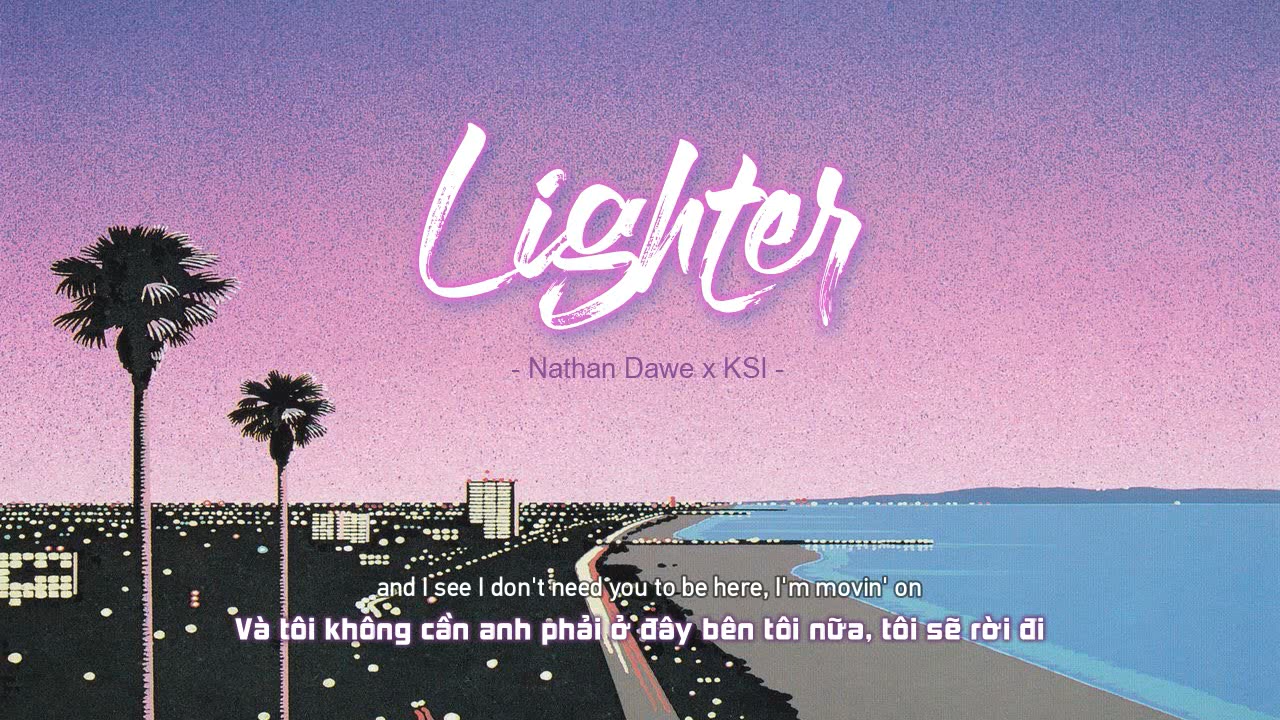 Lighter
- Nathan Dawe x KSI -
and I see I don't need you to be here, I'm movin' on
Và tôi không cần anh phải ở đây bên tôi nữa, tôi sẽ rời đi